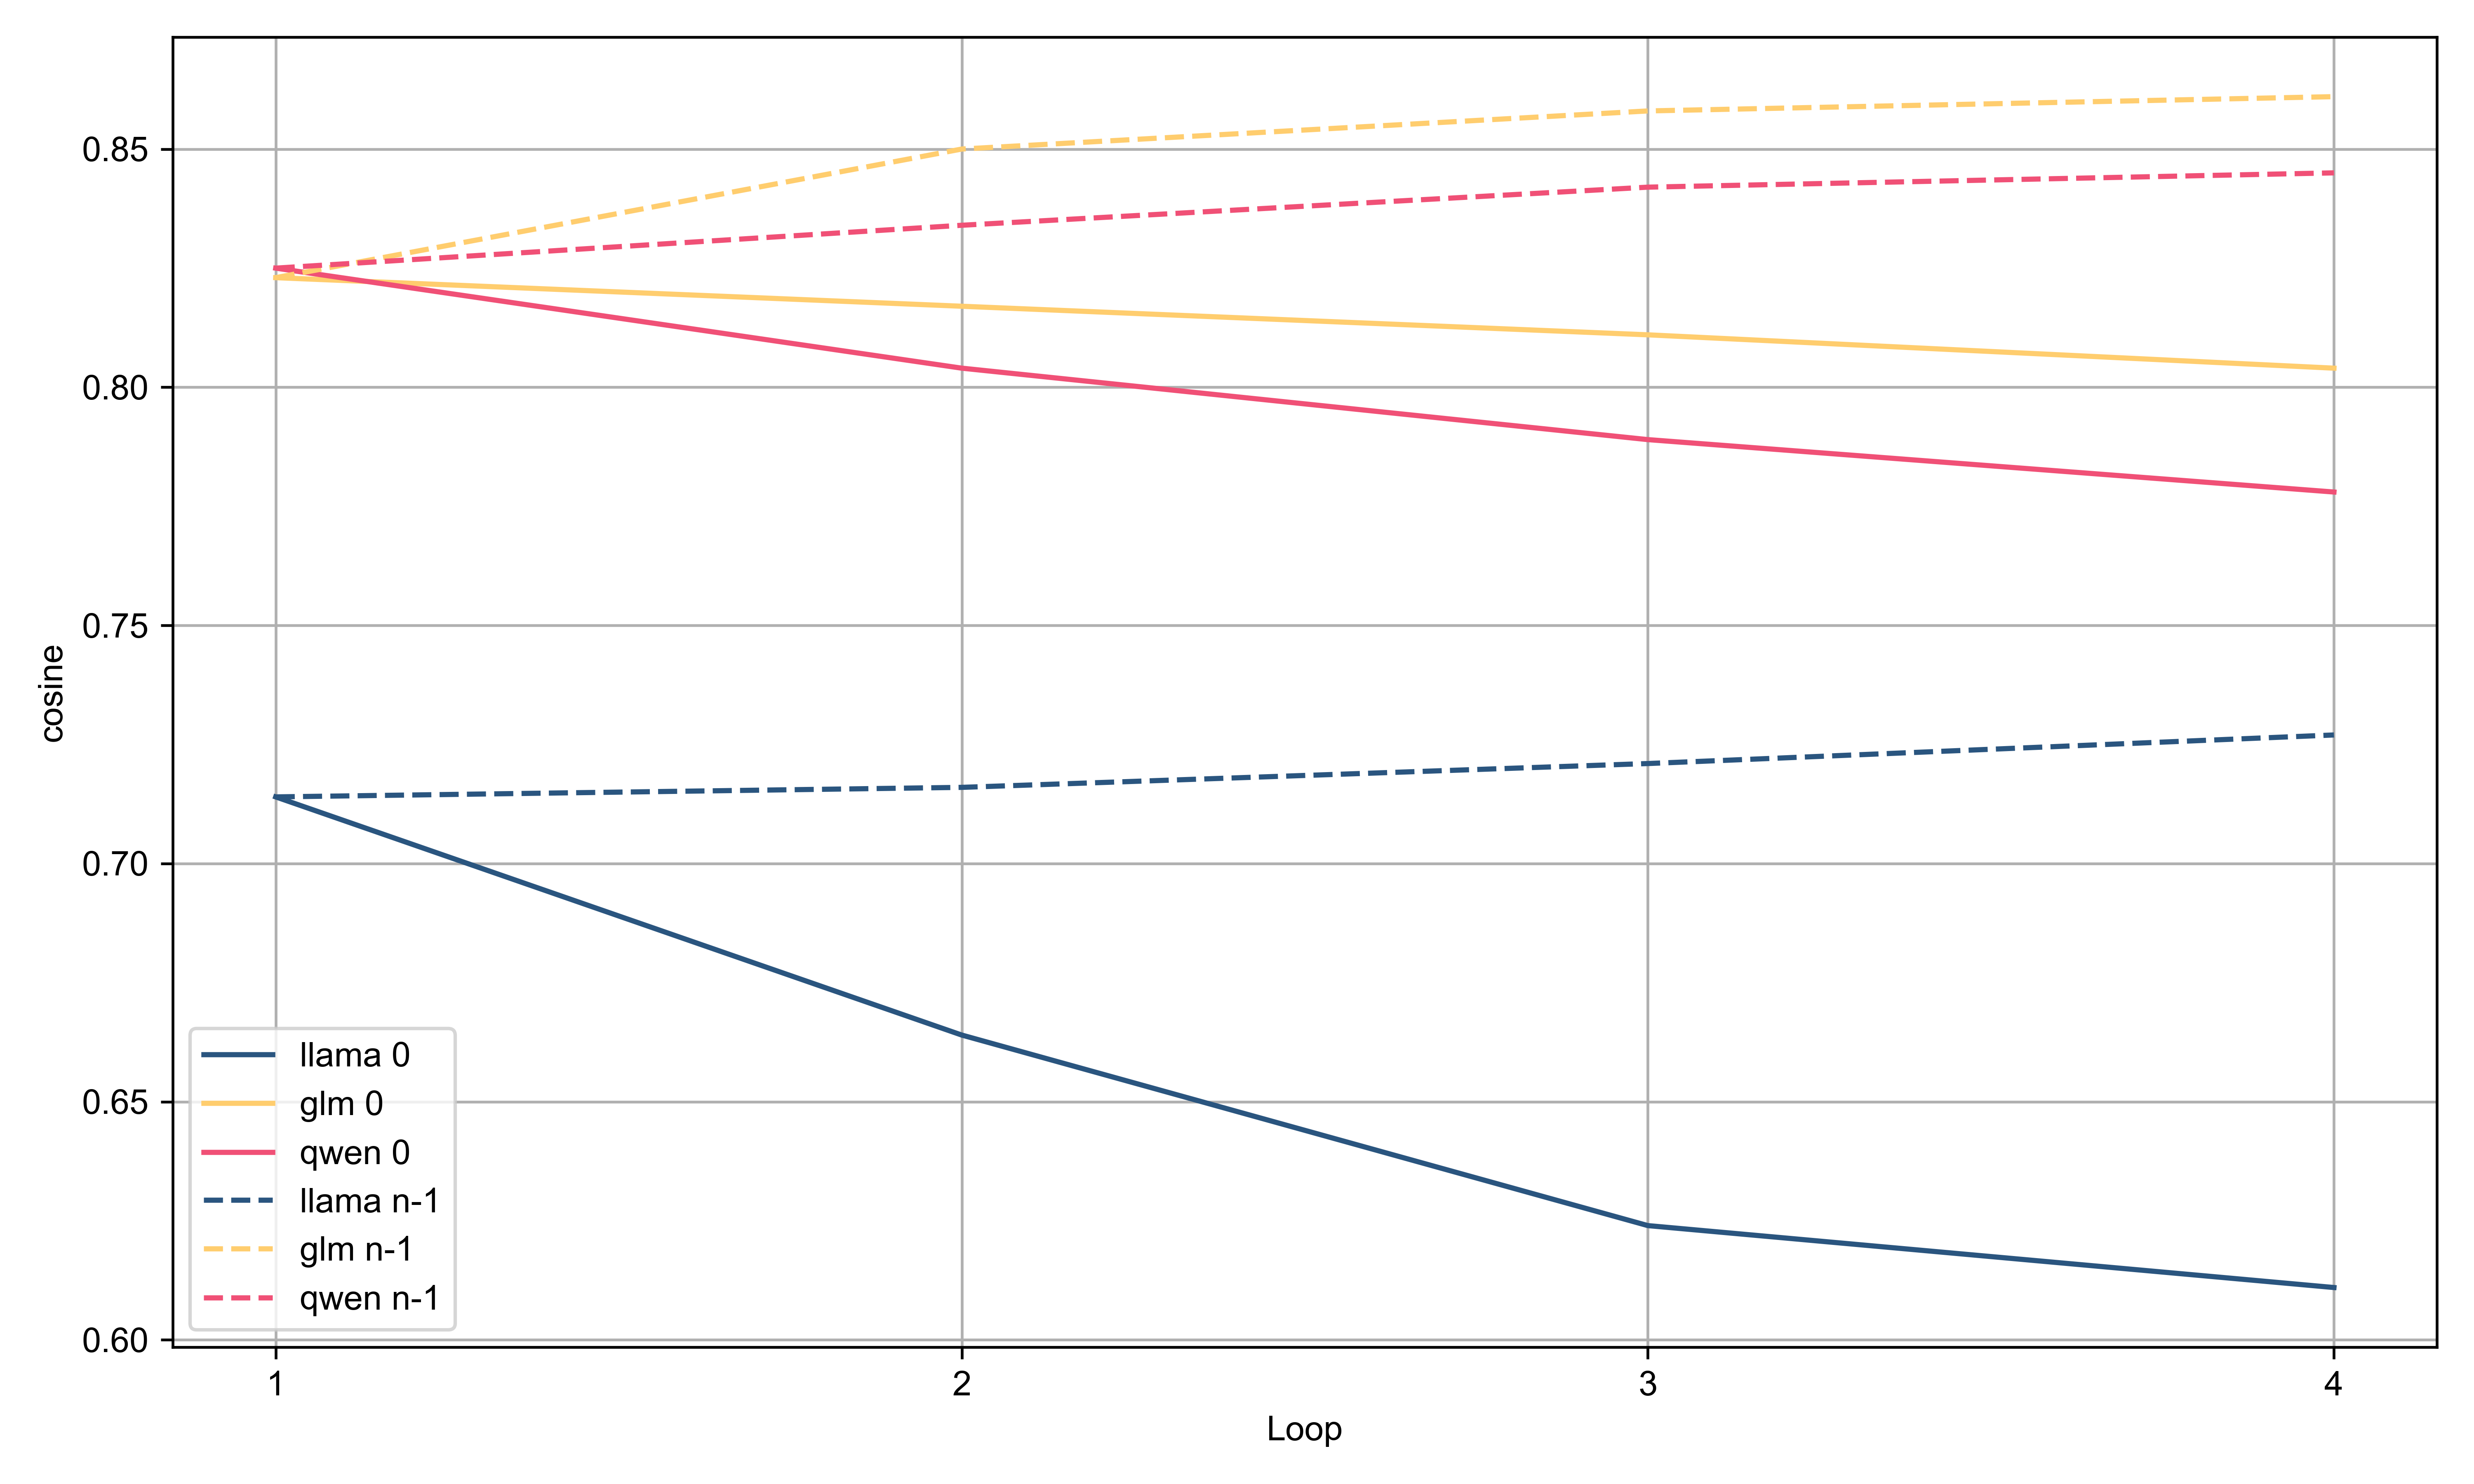 0.85
0.80
0.75
0.70
0.65
0.60
cosine
llama 0
glm 0
qwen 0
llama n-1
glm n-1
qwen n-1
1 2 3 4
Loop